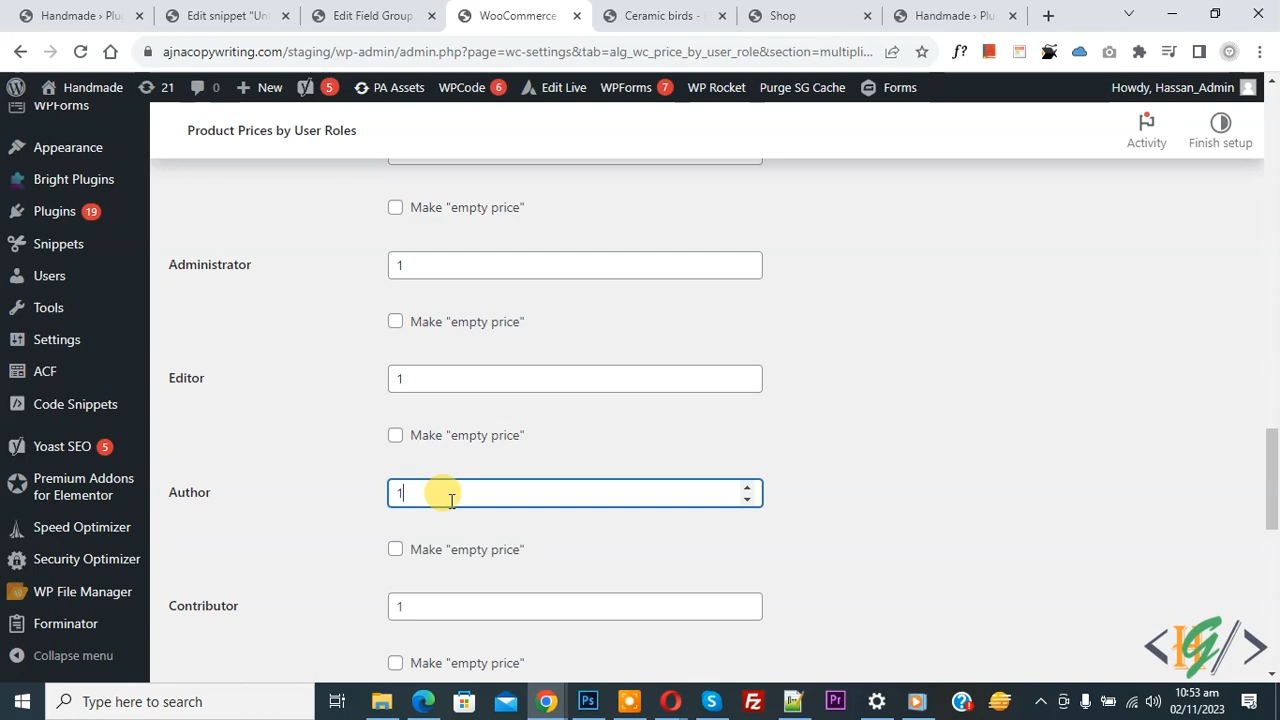 Handmade › Plu
Edit snippet "Un
Edit Field Group
WooCommerce
Ceramic birds -
Shop
Handmade › Plu
ajnacopywriting.com/staging/wp-admin/admin.php?page=wc-settings&tab=alg_wc_price_by_user_role&section=multipli...
f?
Handmade
21
0
New
5
PA Assets
WPCode 6
Edit Live
WPForms 7
WP Rocket
Purge SG Cache
Forms
Howdy, Hassan_Admin
WPForms
Appearance
Bright Plugins
Plugins 19
Snippets
Users
Tools
Settings
ACF
Code Snippets
Yoast SEO 5
Premium Addons
for Elementor
Speed Optimizer
Security Optimizer
WP File Manager
Forminator
Collapse menu
Product Prices by User Roles
Activity
Finish setup
Make "empty price"
Administrator
1
Make "empty price"
Editor
1
Make "empty price"
Author
1
Make "empty price"
Contributor
1
Make "empty price"
HG
Type here to search
Ps
Pr
10:53 am
02/11/2023